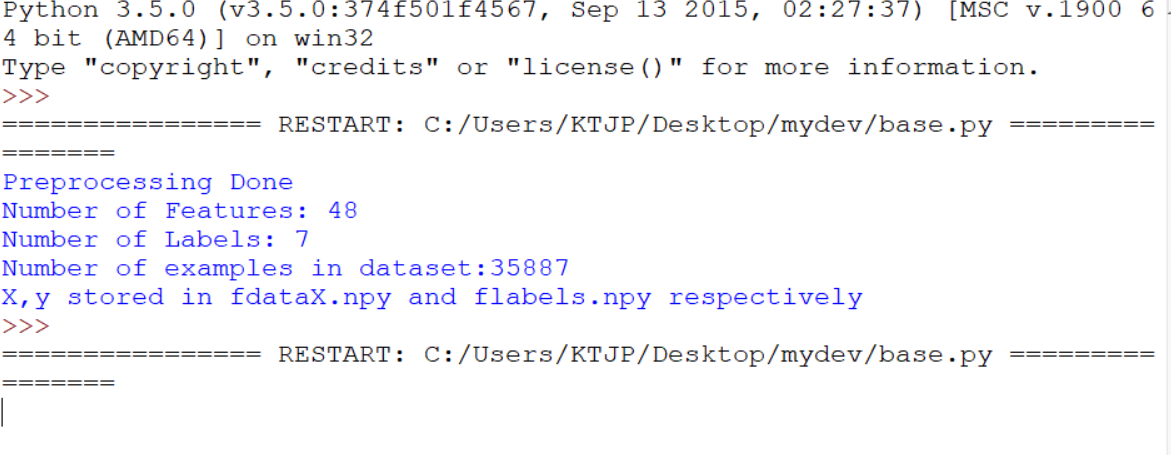 Python 3.5.0 (v3.5.0:374f501f4567, Sep 13 2015, 02:27:37) [MSC v.1900 6
4 bit (AMD64)] on win32
Type "copyright", "credits" or "license()" for more information.
>>>
================ RESTART: C:/Users/KTJP/Desktop/mydev/base.py =========
=======
Preprocessing Done
Number of Features: 48
Number of Labels: 7
Number of examples in dataset:35887
X,y stored in fdataX.npy and flabels.npy respectively
>>>
================ RESTART: C:/Users/KTJP/Desktop/mydev/base.py =========
=======